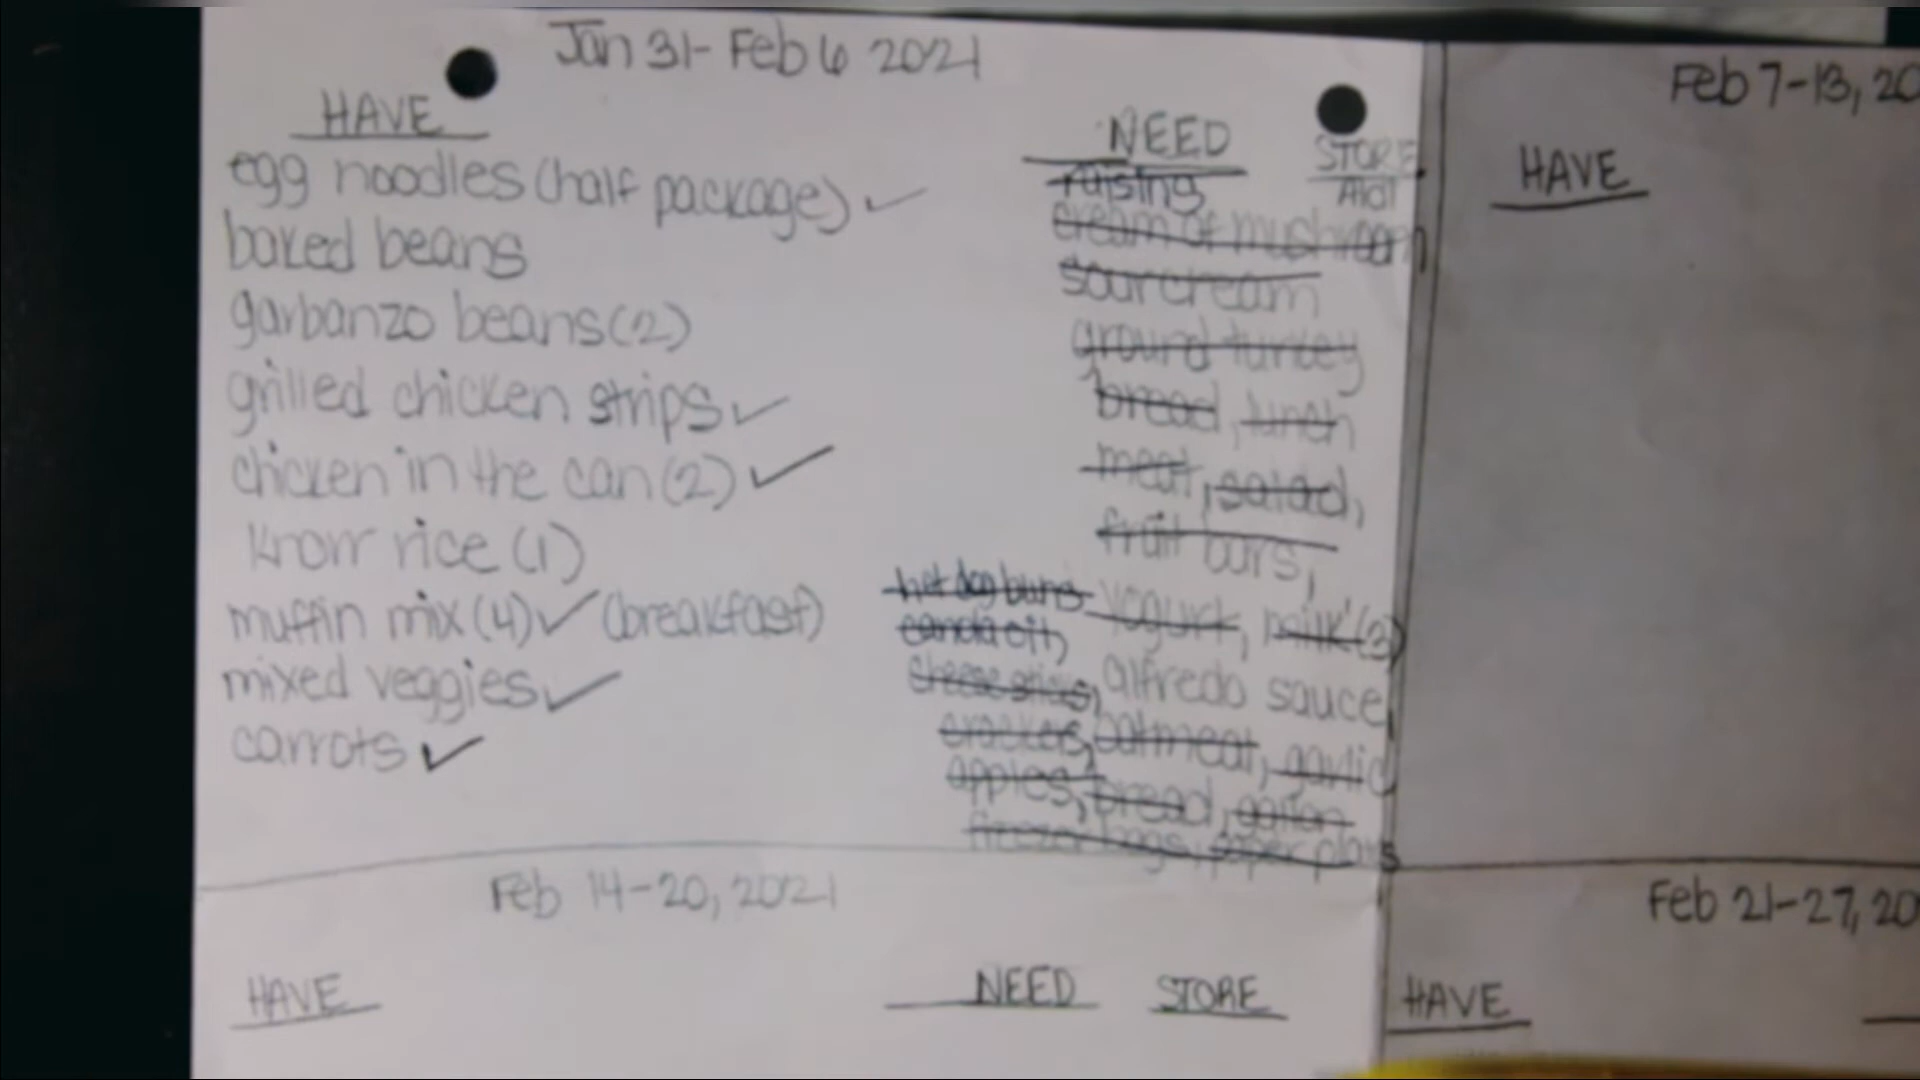 Jan 31-Feb 6 2021
HAVE
egg noodles (half package) ✓
baked beans
garbanzo beans (2)
grilled chicken strips ✓
chicken in the can (2) ✓
Knorr rice (1)
muffin mix (4) ✓ (breakfast)
mixed veggies ✓
carrots ✓
NEED
STORE
Aldi
cream of mushroom
sour cream
ground turkey
bread, lunch
meat, salad,
fruit bars,
hot dog buns yogurt, milk (3)
canola oil,
cheese sticks, alfredo sauce,
crackers, oatmeal, garlic
apples, bread, gallon
freezer bags, paper plates
Feb 7-13, 20
HAVE
Feb 14-20, 2021
HAVE
NEED
STORE
Feb 21-27, 20
HAVE